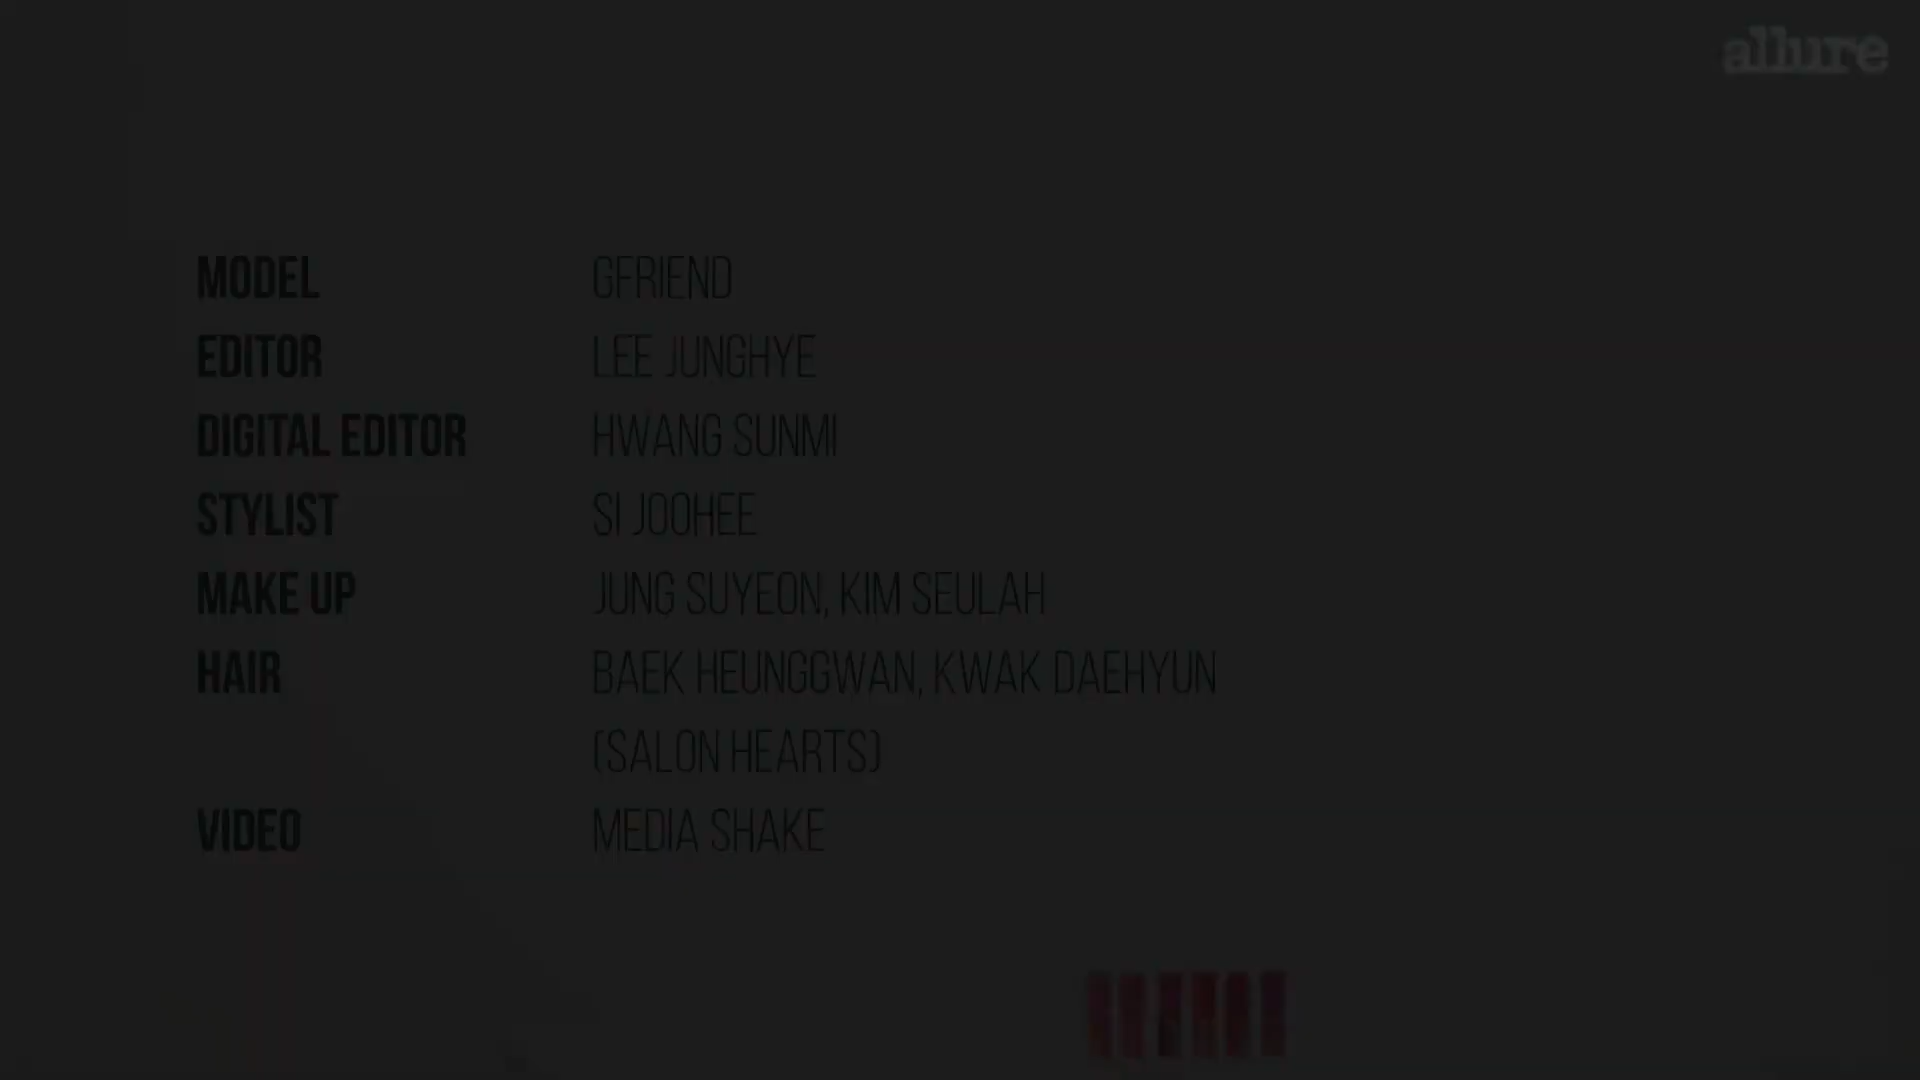 allure
MODEL GFRIEND
EDITOR LEE JUNGHYE
DIGITAL EDITOR HWANG SUNMI
STYLIST SI JOOHEE
MAKE UP JUNG SUYEON, KIM SEULAH
HAIR BAEK HEUNGGWAN, KWAK DAEHYUN
(SALON HEARTS)
VIDEO MEDIA SHAKE